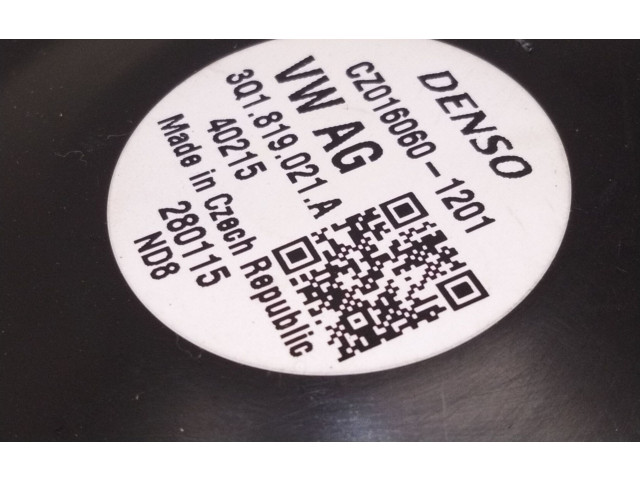 DENSO
CZ016060-1201
VW AG
3Q1.819.021.A
40215
Made in Czech Republic
280115
ND8